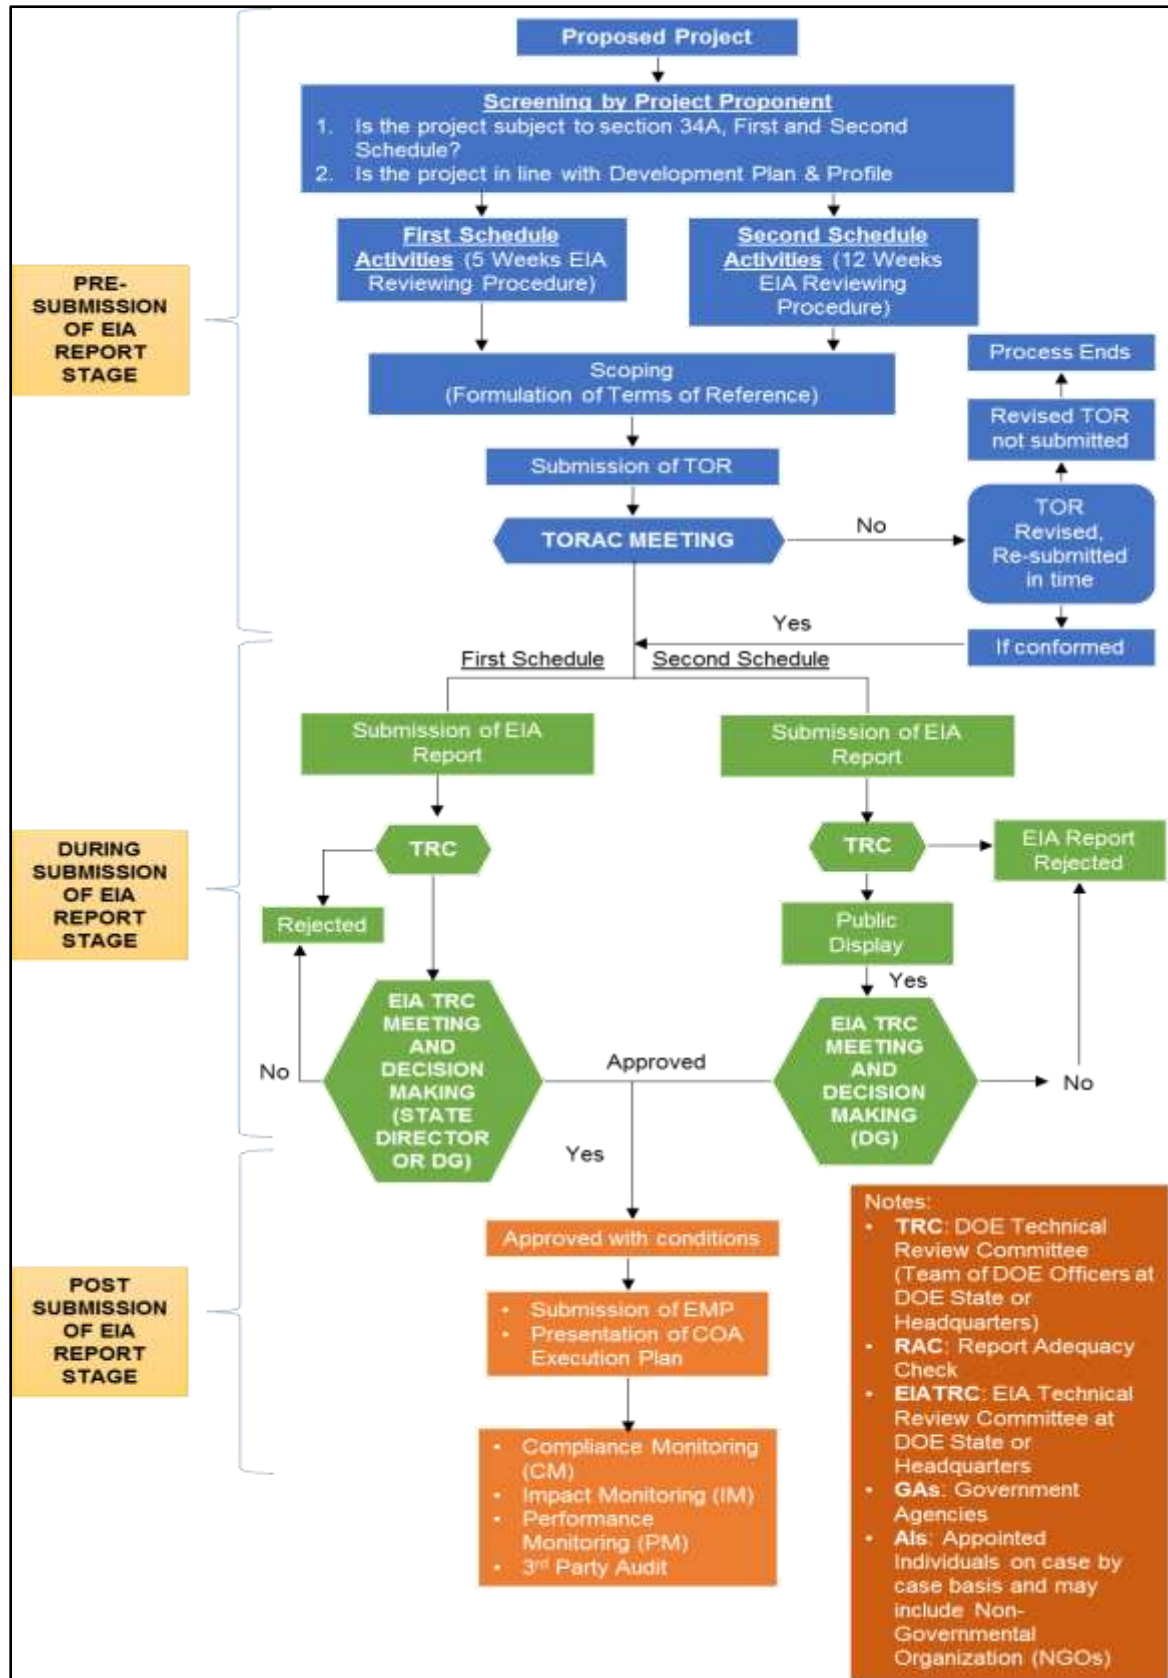 Proposed Project
Screening by Project Proponent
1. Is the project subject to section 34A, First and Second
Schedule?
2. Is the project in line with Development Plan & Profile
First Schedule
Activities (5 Weeks EIA
Reviewing Procedure)
Second Schedule
Activities (12 Weeks
EIA Reviewing
Procedure)
PRE-
SUBMISSION
OF EIA
REPORT
STAGE
Scoping
(Formulation of Terms of Reference)
Process Ends
Revised TOR
not submitted
Submission of TOR
TORAC MEETING
No
TOR
Revised,
Re-submitted
in time
Yes
If conformed
First Schedule
Second Schedule
Submission of EIA
Report
Submission of EIA
Report
DURING
SUBMISSION
OF EIA
REPORT
STAGE
TRC
TRC
EIA Report
Rejected
Rejected
Public
Display
Yes
EIA TRC
MEETING
AND
DECISION
MAKING
(STATE
DIRECTOR
OR DG)
EIA TRC
MEETING
AND
DECISION
MAKING
(DG)
No
Approved
No
Yes
POST
SUBMISSION
OF EIA
REPORT
STAGE
Approved with conditions
• Submission of EMP
• Presentation of COA
Execution Plan
• Compliance Monitoring
(CM)
• Impact Monitoring (IM)
• Performance
Monitoring (PM)
• 3rd Party Audit
Notes:
• TRC: DOE Technical
Review Committee
(Team of DOE Officers at
DOE State or
Headquarters)
• RAC: Report Adequacy
Check
• EIATRC: EIA Technical
Review Committee at
DOE State or
Headquarters
• GAs: Government
Agencies
• AIs: Appointed
Individuals on case by
case basis and may
include Non-
Governmental
Organization (NGOs)